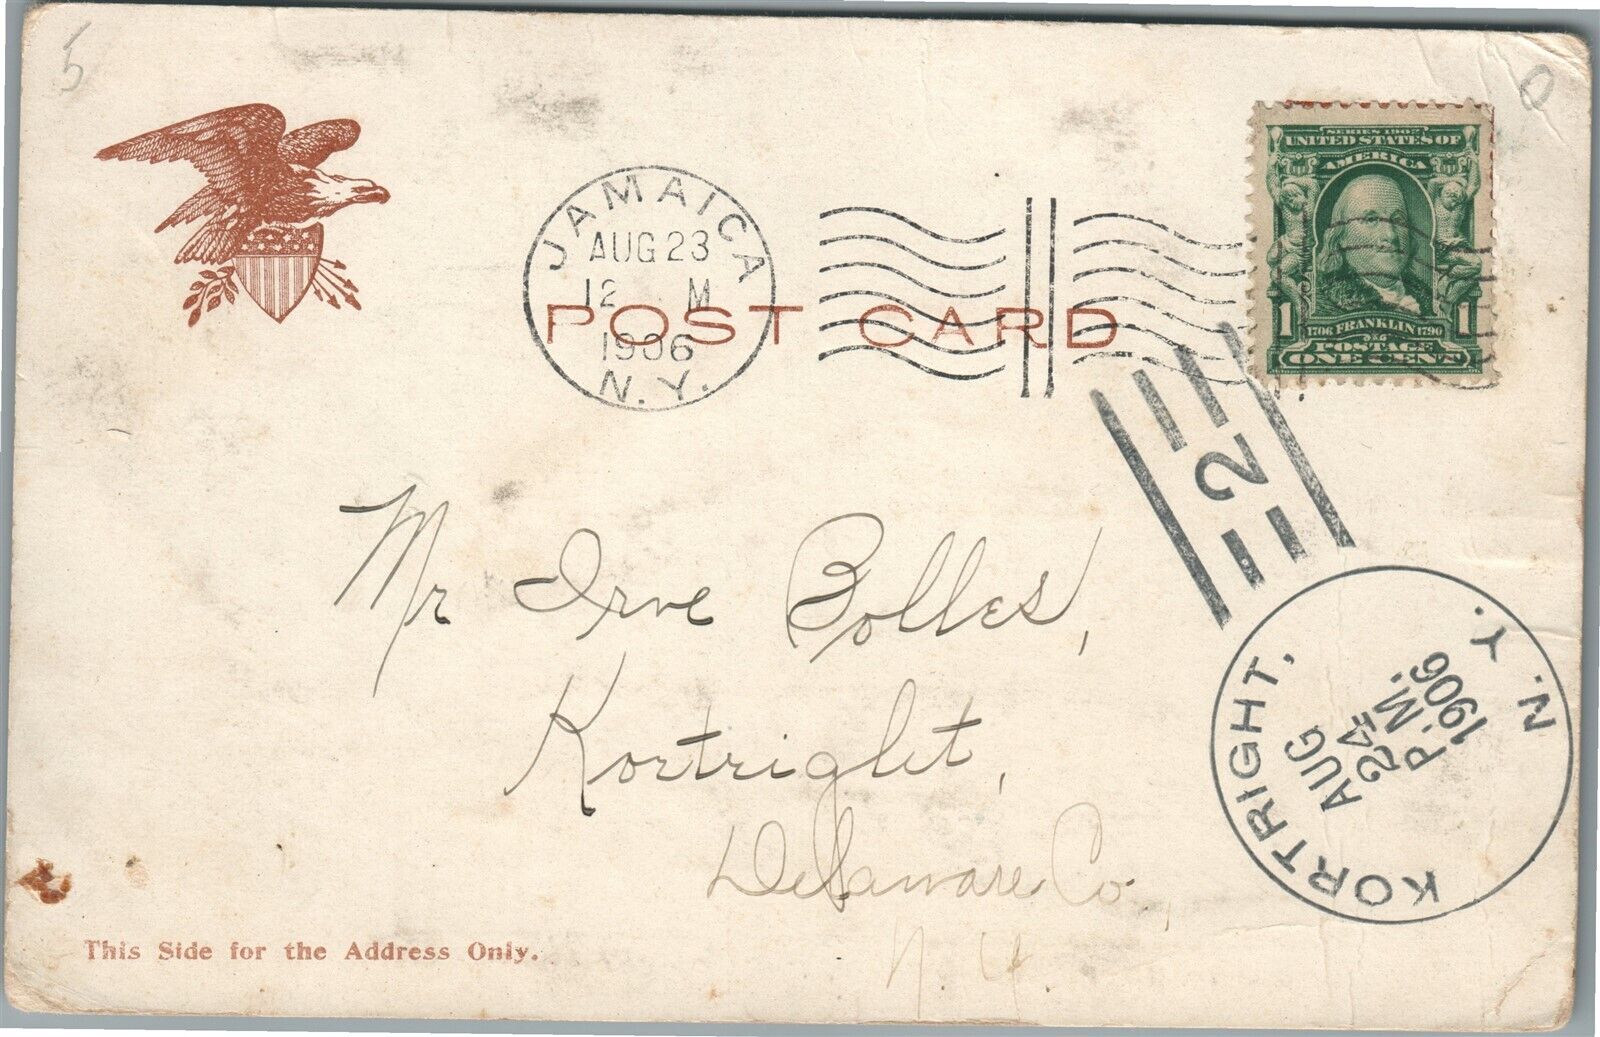 5
0
SERIES 1902
UNITED STATES OF
AMERICA
1 1706 FRANKLIN 1790 1
POSTAGE
ONE CENT
JAMAICA
AUG 23
12 M
1906
N.Y.
POST CARD
2
Mr Irve Bolles,
Kortright,
Delaware Co.,
N.Y.
KORTRIGHT,
AUG
24
P.M.
1906
N.Y.
This Side for the Address Only.